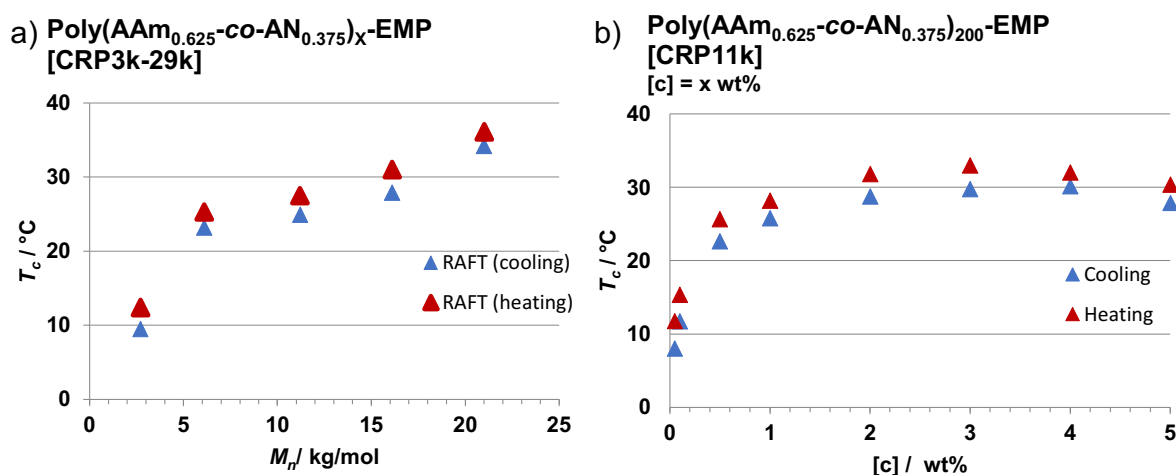 a) Poly(AAm0.625-co-AN0.375)X-EMP
[CRP3k-29k]
40
30
20
10
0
Tc / °C
RAFT (cooling)
RAFT (heating)
0 5 10 15 20 25
Mn/ kg/mol
b) Poly(AAm0.625-co-AN0.375)200-EMP
[CRP11k]
[c] = x wt%
40
30
20
10
0
Tc / °C
Cooling
Heating
0 1 2 3 4 5
[c] / wt%